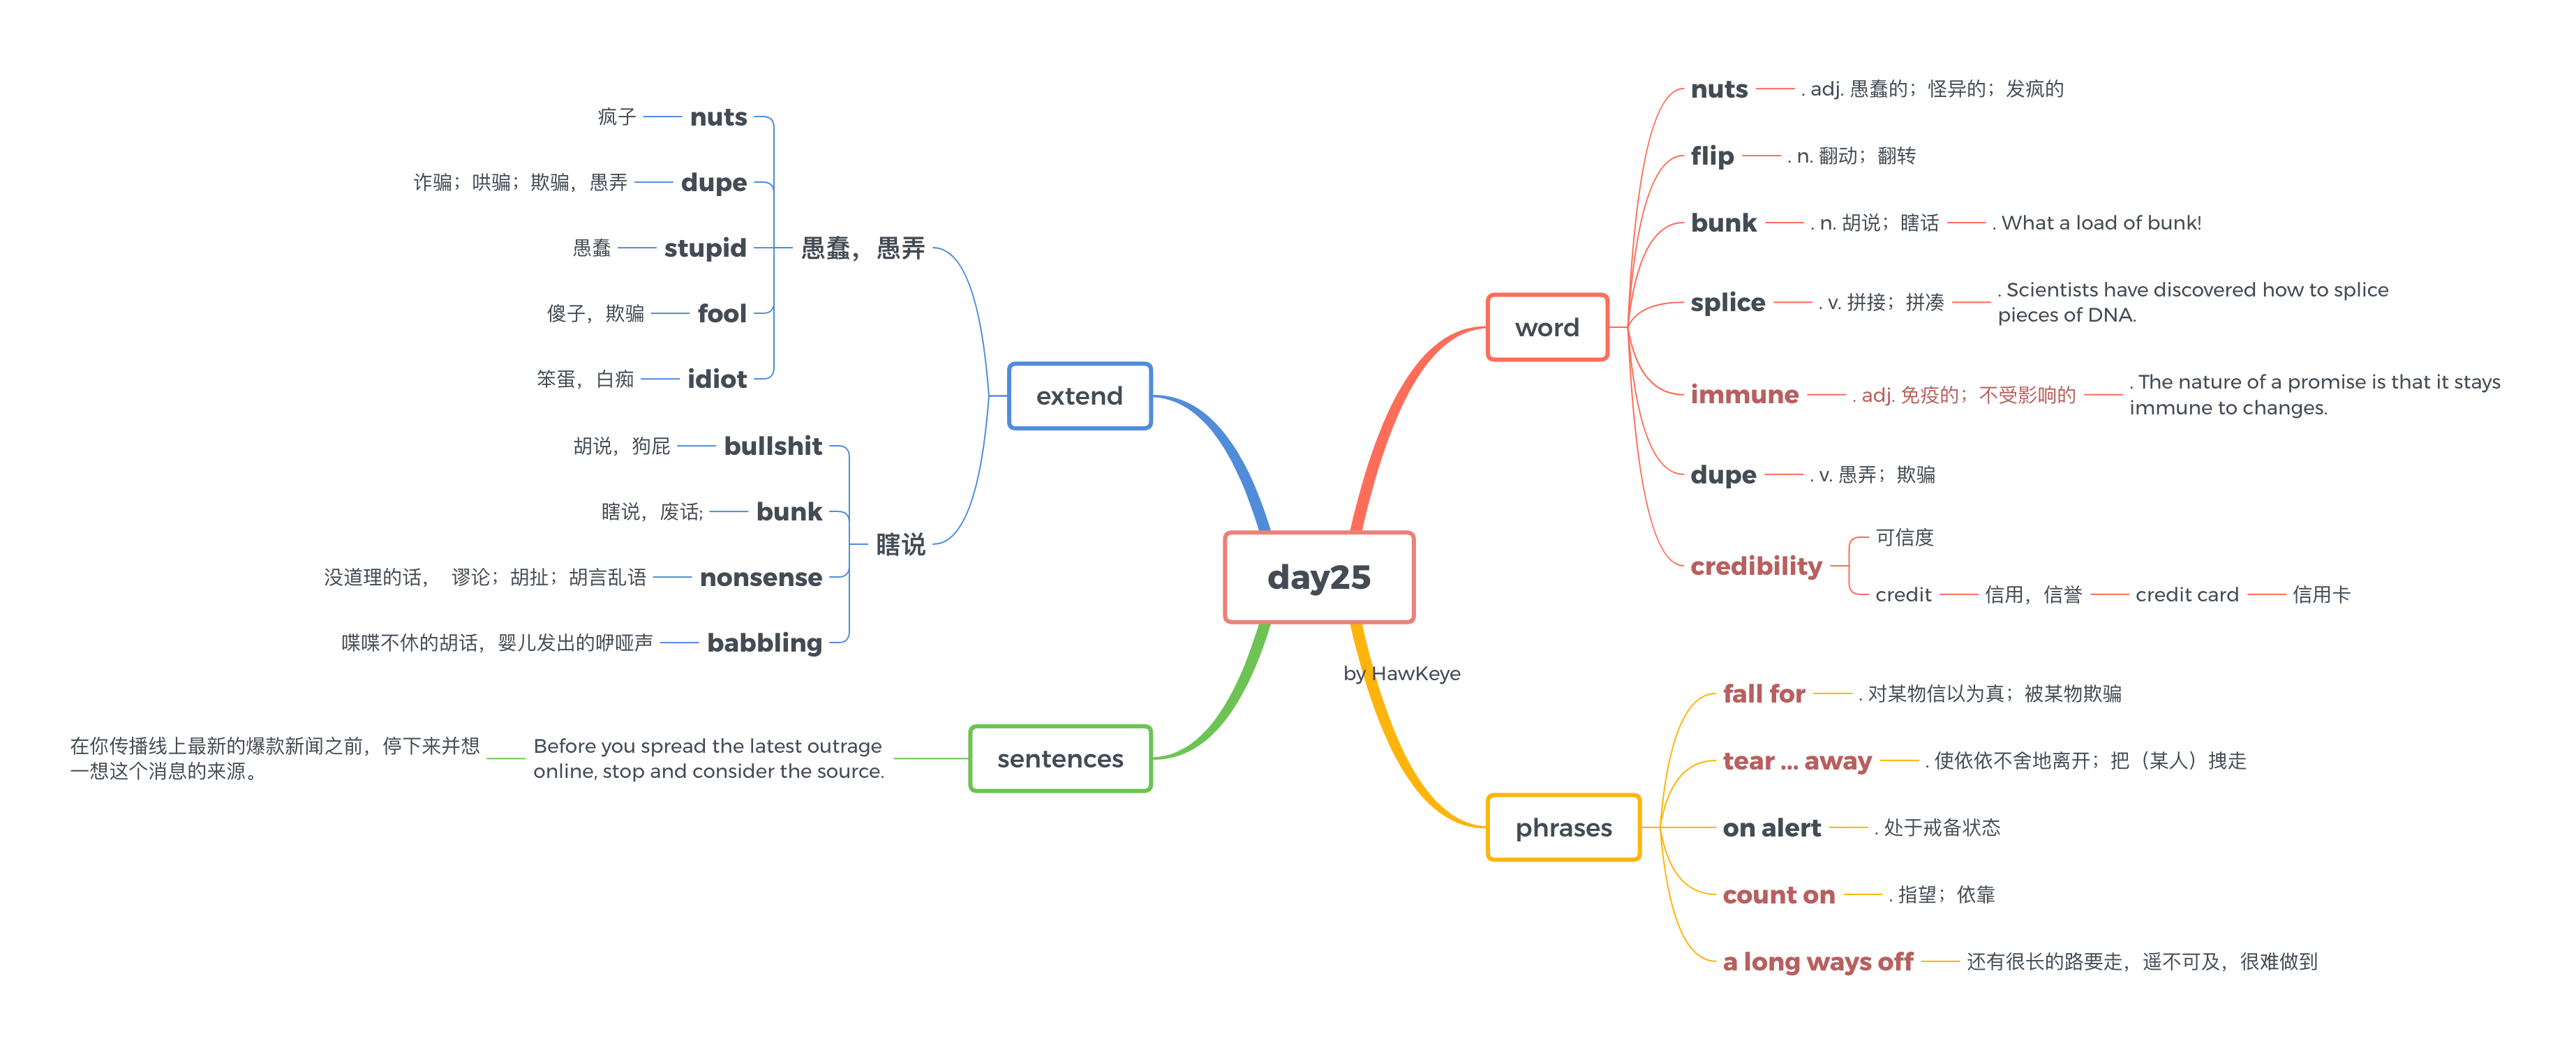 day25
by HawKeye
word
nuts
. adj. 愚蠢的；怪异的；发疯的
flip
. n. 翻动；翻转
bunk
. n. 胡说；瞎话
. What a load of bunk!
splice
. v. 拼接；拼凑
. Scientists have discovered how to splice
pieces of DNA.
immune
. adj. 免疫的；不受影响的
. The nature of a promise is that it stays
immune to changes.
dupe
. v. 愚弄；欺骗
credibility
可信度
credit
信用，信誉
credit card
信用卡
phrases
fall for
. 对某物信以为真；被某物欺骗
tear ... away
. 使依依不舍地离开；把（某人）拽走
on alert
. 处于戒备状态
count on
. 指望；依靠
a long ways off
还有很长的路要走，遥不可及，很难做到
extend
愚蠢，愚弄
nuts
疯子
dupe
诈骗；哄骗；欺骗，愚弄
stupid
愚蠢
fool
傻子，欺骗
idiot
笨蛋，白痴
瞎说
bullshit
胡说，狗屁
bunk
瞎说，废话;
nonsense
没道理的话， 谬论；胡扯；胡言乱语
babbling
喋喋不休的胡话，婴儿发出的咿哑声
sentences
Before you spread the latest outrage
online, stop and consider the source.
在你传播线上最新的爆款新闻之前，停下来并想
一想这个消息的来源。